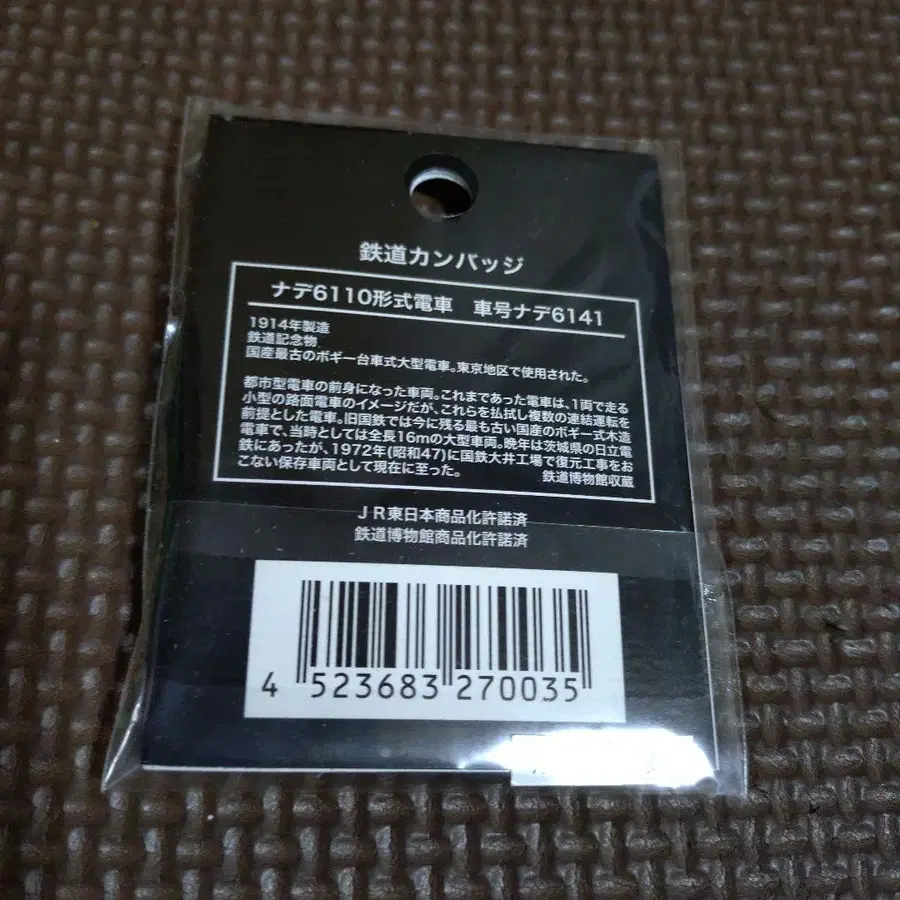 鉄道カンバッジ
ナデ6110形式電車　車号ナデ6141
1914年製造
鉄道記念物
国産最古のボギー台車式大型電車。東京地区で使用された。
都市型電車の前身になった車両。これまであった電車は、1両で走る
小型の路面電車のイメージだが、これらを払拭し複数の連結運転を
前提とした電車。旧国鉄では今に残る最も古い国産のボギー式木造
電車で、当時としては全長16mの大型車両。晩年は茨城県の日立電
鉄にあったが、1972年(昭和47)に国鉄大井工場で復元工事をお
こない保存車両として現在に至った。　鉄道博物館収蔵
JR東日本商品化許諾済
鉄道博物館商品化許諾済
4 523683 270035